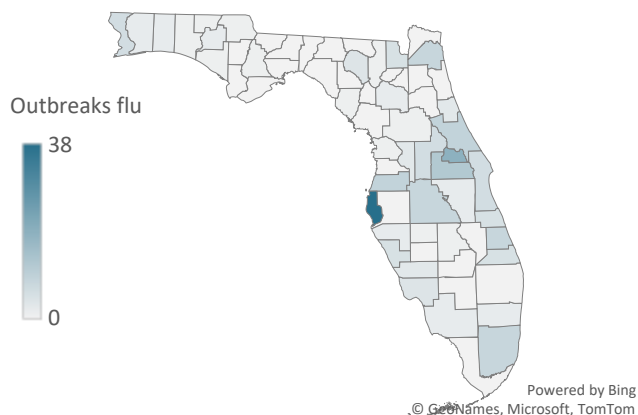 Outbreaks flu
38
0
Powered by Bing
© GeoNames, Microsoft, TomTom